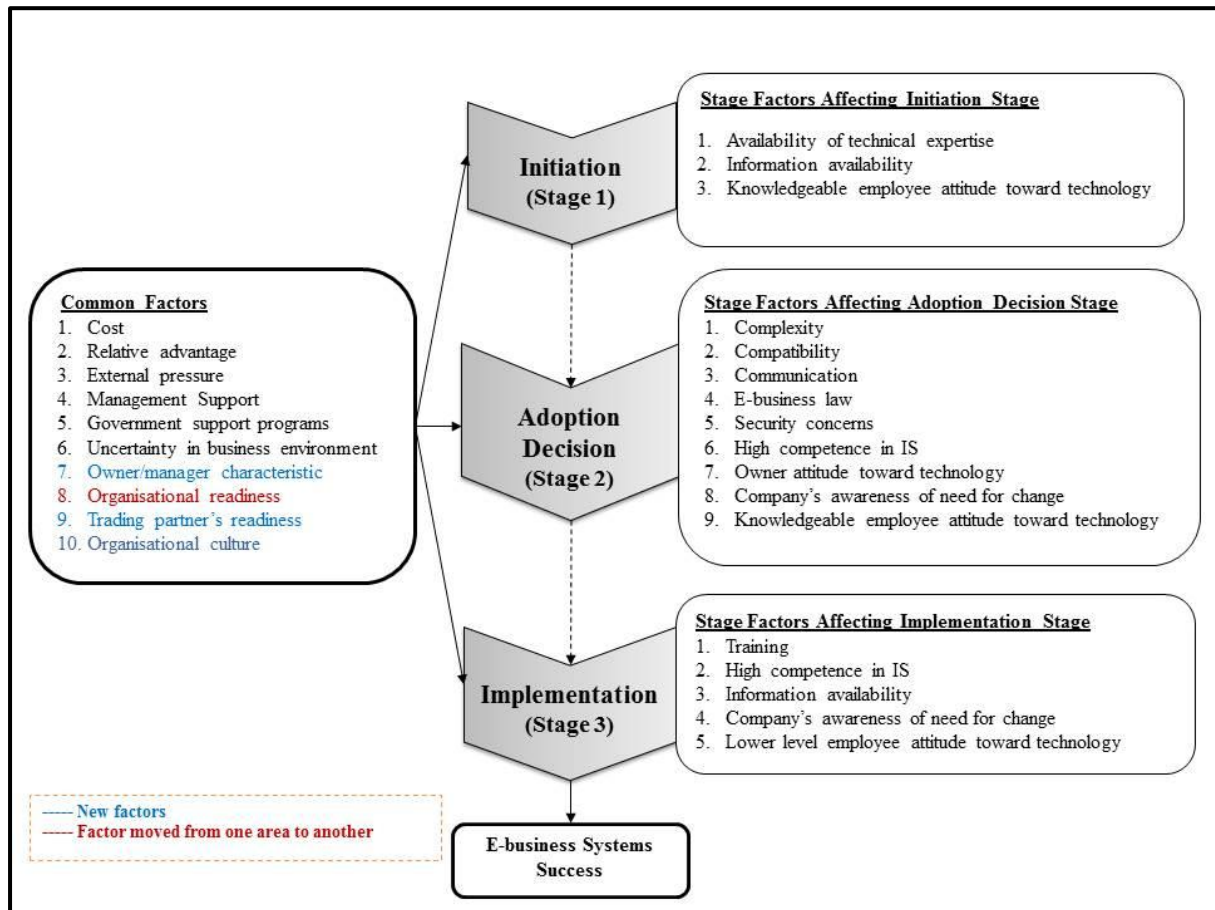 Stage Factors Affecting Initiation Stage
1. Availability of technical expertise
2. Information availability
3. Knowledgeable employee attitude toward technology
Initiation
(Stage 1)
Common Factors
1. Cost
2. Relative advantage
3. External pressure
4. Management Support
5. Government support programs
6. Uncertainty in business environment
7. Owner/manager characteristic
8. Organisational readiness
9. Trading partner's readiness
10. Organisational culture
Adoption
Decision
(Stage 2)
Stage Factors Affecting Adoption Decision Stage
1. Complexity
2. Compatibility
3. Communication
4. E-business law
5. Security concerns
6. High competence in IS
7. Owner attitude toward technology
8. Company's awareness of need for change
9. Knowledgeable employee attitude toward technology
Implementation
(Stage 3)
Stage Factors Affecting Implementation Stage
1. Training
2. High competence in IS
3. Information availability
4. Company's awareness of need for change
5. Lower level employee attitude toward technology
----- New factors
----- Factor moved from one area to another
E-business Systems
Success